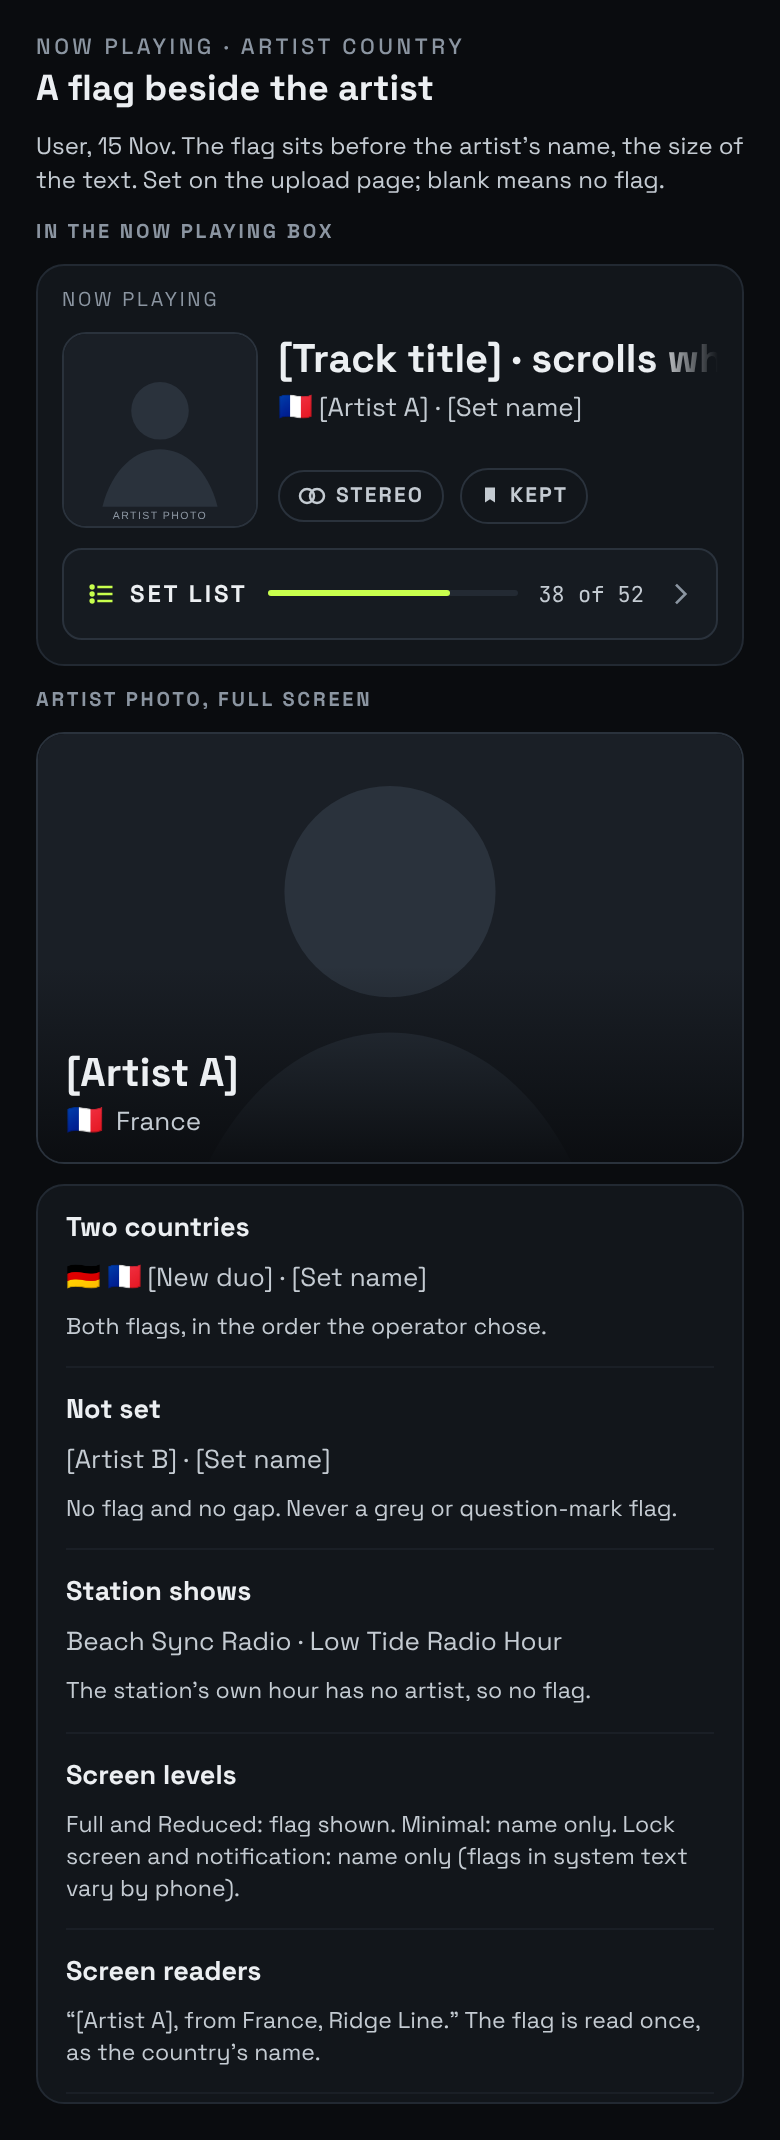 NOW PLAYING · ARTIST COUNTRY
A flag beside the artist
User, 15 Nov. The flag sits before the artist’s name, the size of
the text. Set on the upload page; blank means no flag.
IN THE NOW PLAYING BOX
NOW PLAYING
[Track title] · scrolls wh
🇫🇷 [Artist A] · [Set name]
STEREO
KEPT
ARTIST PHOTO
SET LIST 38 of 52
ARTIST PHOTO, FULL SCREEN
[Artist A]
🇫🇷 France
Two countries
🇩🇪 🇫🇷 [New duo] · [Set name]
Both flags, in the order the operator chose.
Not set
[Artist B] · [Set name]
No flag and no gap. Never a grey or question-mark flag.
Station shows
Beach Sync Radio · Low Tide Radio Hour
The station’s own hour has no artist, so no flag.
Screen levels
Full and Reduced: flag shown. Minimal: name only. Lock
screen and notification: name only (flags in system text
vary by phone).
Screen readers
“[Artist A], from France, Ridge Line.” The flag is read once,
as the country’s name.